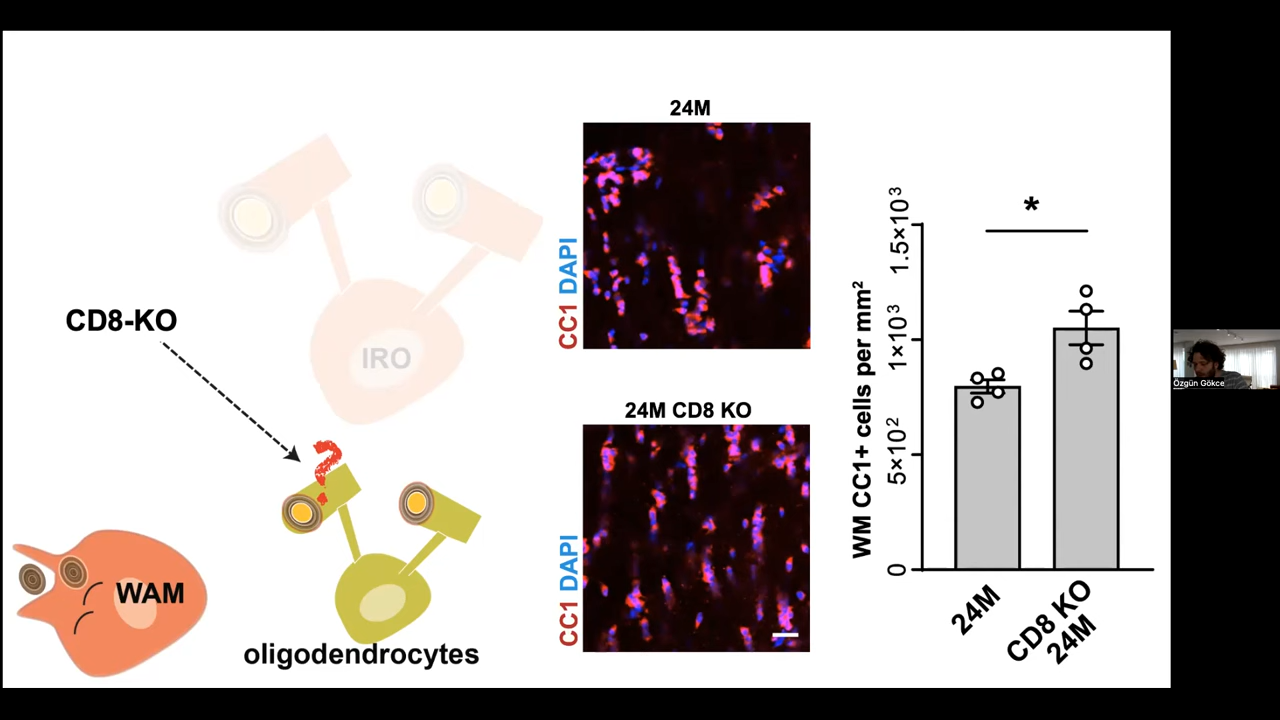 24M
CC1 DAPI
IRO
CD8-KO
?
WAM
oligodendrocytes
24M CD8 KO
CC1 DAPI
*
WM CC1+ cells per mm²
1.5×10³
1×10³
5×10²
0
24M
CD8 KO
24M
Özgün Gökce